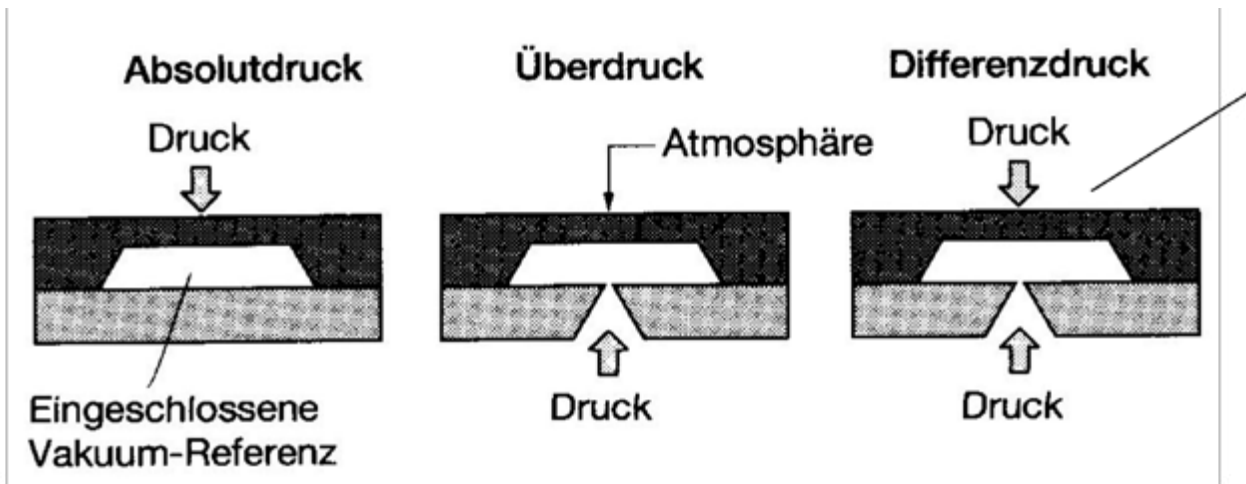 Absolutdruck
Druck
Eingeschlossene
Vakuum-Referenz
Überdruck
Atmosphäre
Druck
Differenzdruck
Druck
Druck